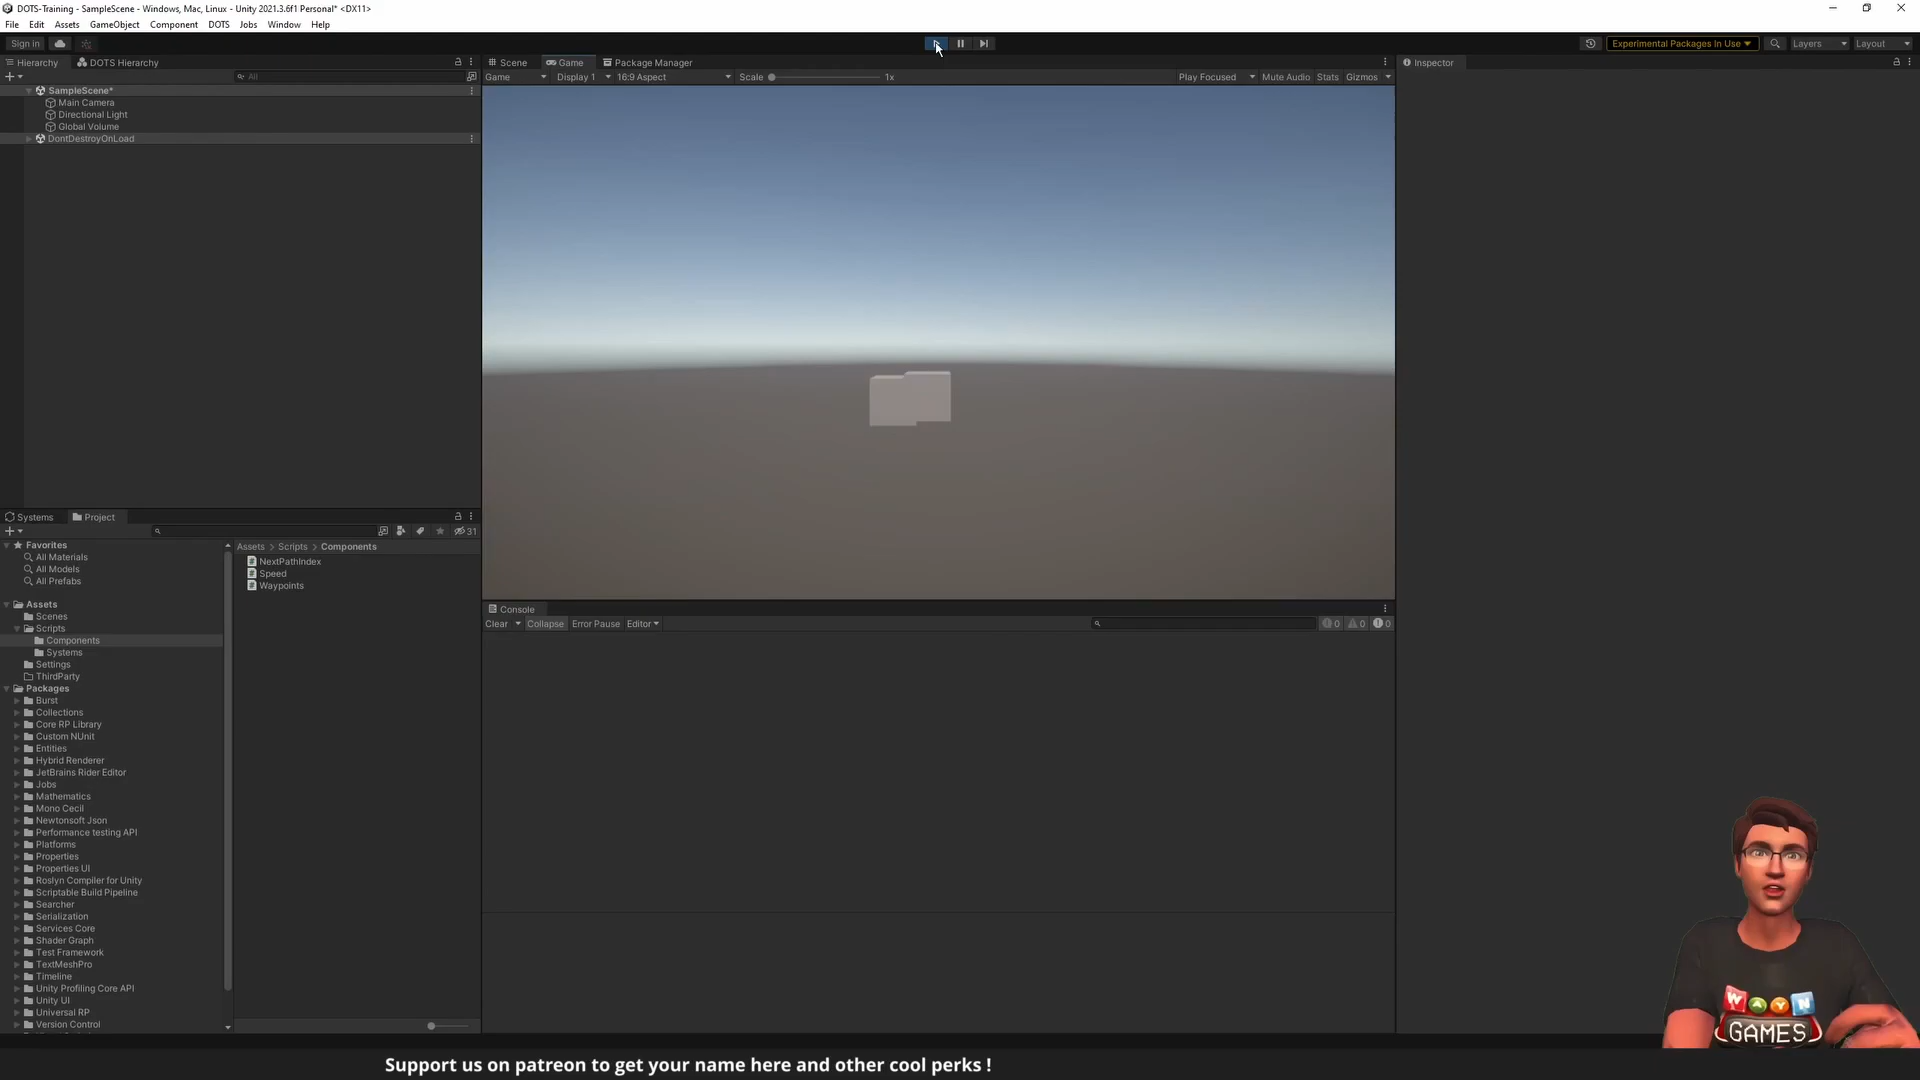 DOTS-Training - SampleScene - Windows, Mac, Linux - Unity 2021.3.6f1 Personal* <DX11>
File Edit Assets GameObject Component DOTS Jobs Window Help
Sign in
Experimental Packages In Use
Layers
Layout
Hierarchy
DOTS Hierarchy
All
SampleScene*
Main Camera
Directional Light
Global Volume
DontDestroyOnLoad
Scene
Game
Package Manager
Game
Display 1
16:9 Aspect
Scale
1x
Play Focused
Mute Audio
Stats
Gizmos
Inspector
Systems
Project
31
Favorites
All Materials
All Models
All Prefabs
Assets
Scenes
Scripts
Components
Systems
Settings
ThirdParty
Packages
Burst
Collections
Core RP Library
Custom NUnit
Entities
Hybrid Renderer
JetBrains Rider Editor
Jobs
Mathematics
Mono Cecil
Newtonsoft Json
Performance testing API
Platforms
Properties
Properties UI
Roslyn Compiler for Unity
Scriptable Build Pipeline
Searcher
Serialization
Services Core
Shader Graph
Test Framework
TextMeshPro
Timeline
Unity Profiling Core API
Unity UI
Universal RP
Version Control
Assets > Scripts > Components
NextPathIndex
Speed
Waypoints
Console
Clear
Collapse
Error Pause
Editor
0
0
0
WAYN
GAMES
Support us on patreon to get your name here and other cool perks !